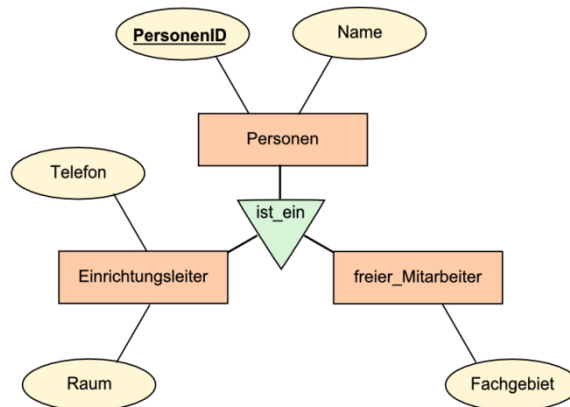 PersonenID
Name
Personen
Telefon
ist_ein
Einrichtungsleiter
freier_Mitarbeiter
Raum
Fachgebiet